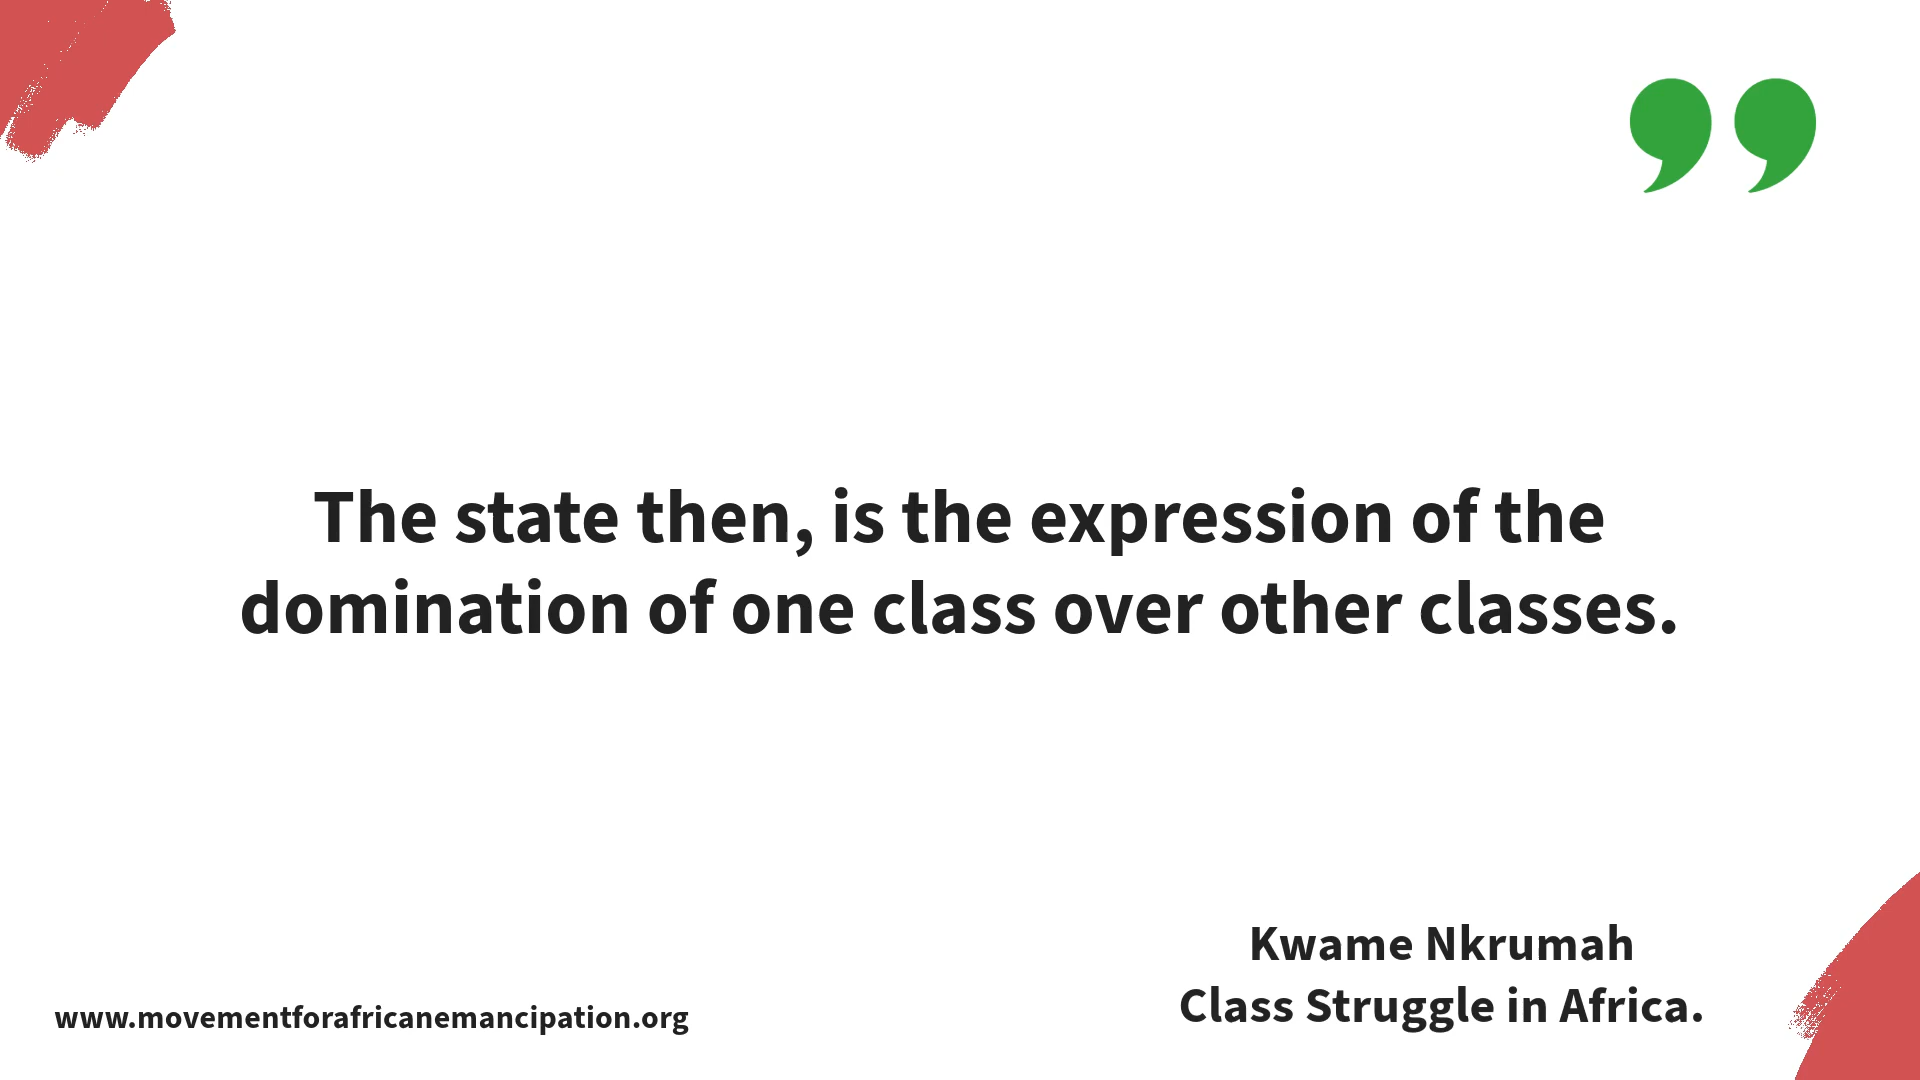 The state then, is the expression of the
domination of one class over other classes.
Kwame Nkrumah
Class Struggle in Africa.
www.movementforafricanemancipation.org